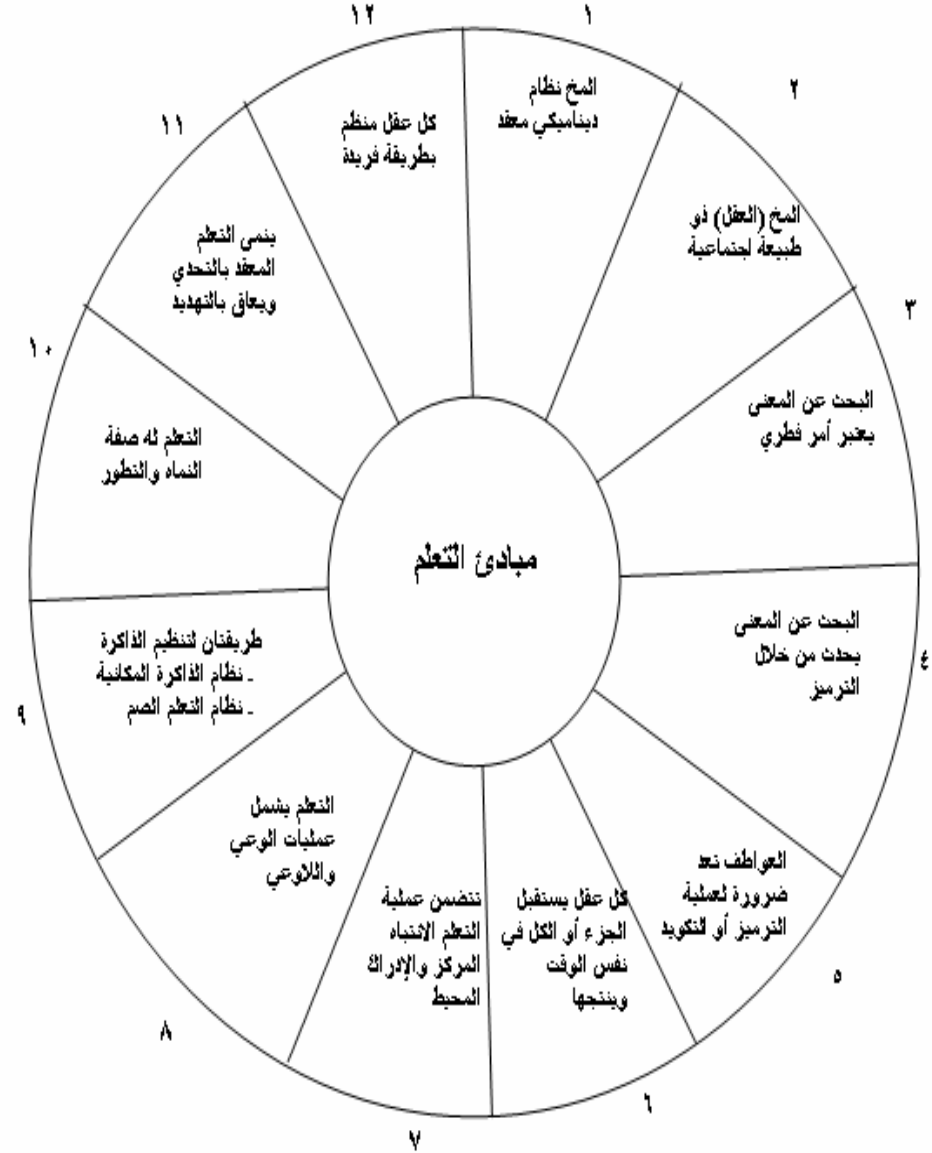 مبادئ التعلم
١
المخ نظام
ديناميكي معقد
٢
المخ (العقل) ذو
طبيعة اجتماعية
٣
البحث عن المعنى
يعتبر أمر فطري
٤
البحث عن المعنى
يحدث من خلال
الترميز
٥
العواطف تعد
ضرورة لعملية
الترميز أو التكويد
٦
كل عقل يستقبل
الجزء أو الكل في
نفس الوقت
وينتجها
٧
تتضمن عملية
التعلم الانتباه
المركز والإدراك
المحيط
٨
التعلم يشمل
عمليات الوعي
واللاوعي
٩
طريقتان لتنظيم الذاكرة
- نظام الذاكرة المكانية
- نظام التعلم الصم
١٠
التعلم له صفة
النماه والتطور
١١
ينمى التعلم
المعقد بالتحدي
ويعاق بالتهديد
١٢
كل عقل منظم
بطريقة فريدة